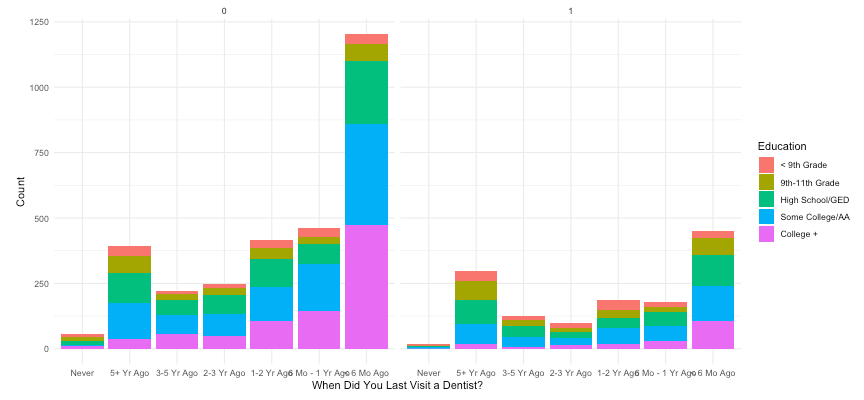 0 1
1250
1000
750
500
250
0
Count
Never 5+ Yr Ago 3-5 Yr Ago 2-3 Yr Ago 1-2 Yr Ago 6 Mo - 1 Yr Ago < 6 Mo Ago Never 5+ Yr Ago 3-5 Yr Ago 2-3 Yr Ago 1-2 Yr Ago 6 Mo - 1 Yr Ago < 6 Mo Ago
When Did You Last Visit a Dentist?
Education
< 9th Grade
9th-11th Grade
High School/GED
Some College/AA
College +